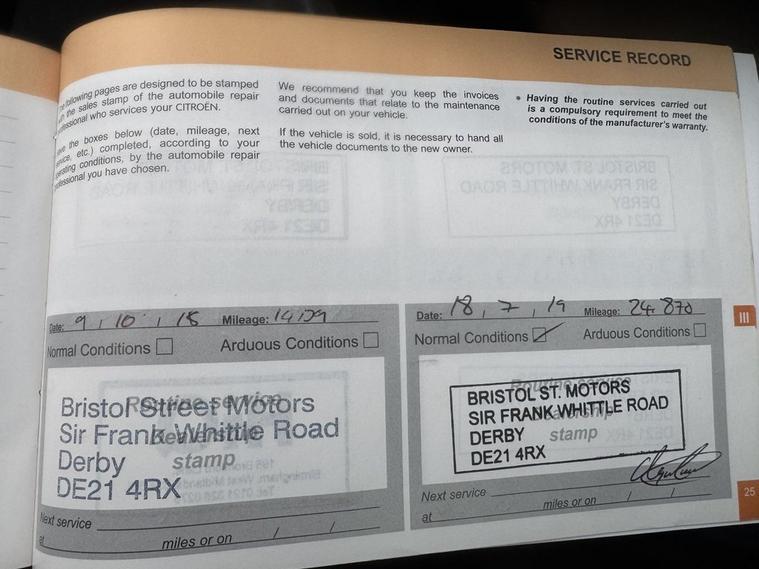 SERVICE RECORD
following pages are designed to be stamped
the sales stamp of the automobile repair
who services your CITROËN.
the boxes below (date, mileage, next
etc.) completed, according to your
conditions, by the automobile repair
you have chosen.
We recommend that you keep the invoices
and documents that relate to the maintenance
carried out on your vehicle.
If the vehicle is sold, it is necessary to hand all
the vehicle documents to the new owner.
• Having the routine services carried out
is a compulsory requirement to meet the
conditions of the manufacturer's warranty.
Date: 9 / 10 / 18 Mileage:
Normal Conditions Arduous Conditions
Routine service
Bristol Street Motors
Sir Frank Whittle Road
Derby stamp
DE21 4RX
Next service
at miles or on / /
Date: 18 / 7 / 19 Mileage: 24,870
Normal Conditions Arduous Conditions
Routine service
BRISTOL ST. MOTORS
SIR FRANK WHITTLE ROAD
DERBY stamp
DE21 4RX
Next service
at miles or on / /
III
25